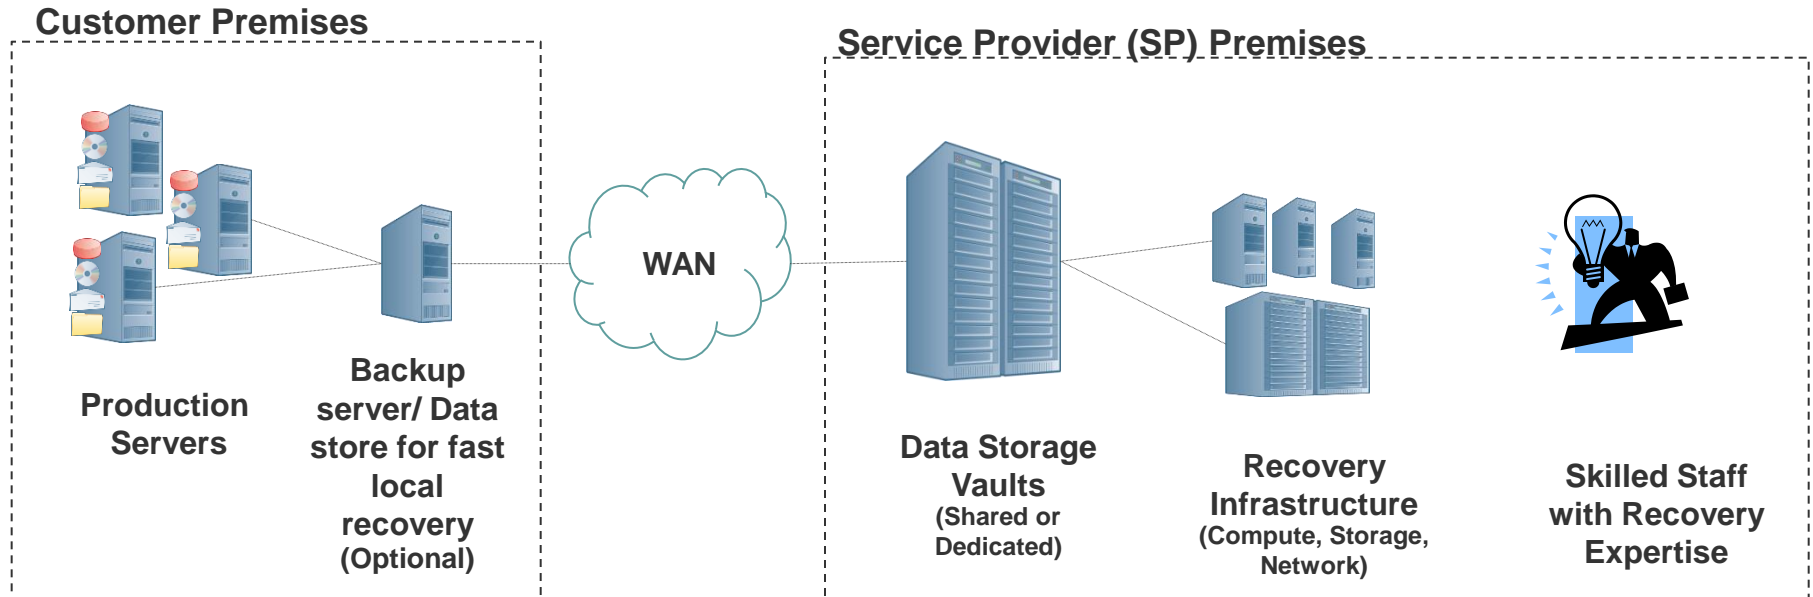 Customer Premises
Service Provider (SP) Premises
WAN
Production
Servers
Backup
server/ Data
store for fast
local
recovery
(Optional)
Data Storage
Vaults
(Shared or
Dedicated)
Recovery
Infrastructure
(Compute, Storage,
Network)
Skilled Staff
with Recovery
Expertise